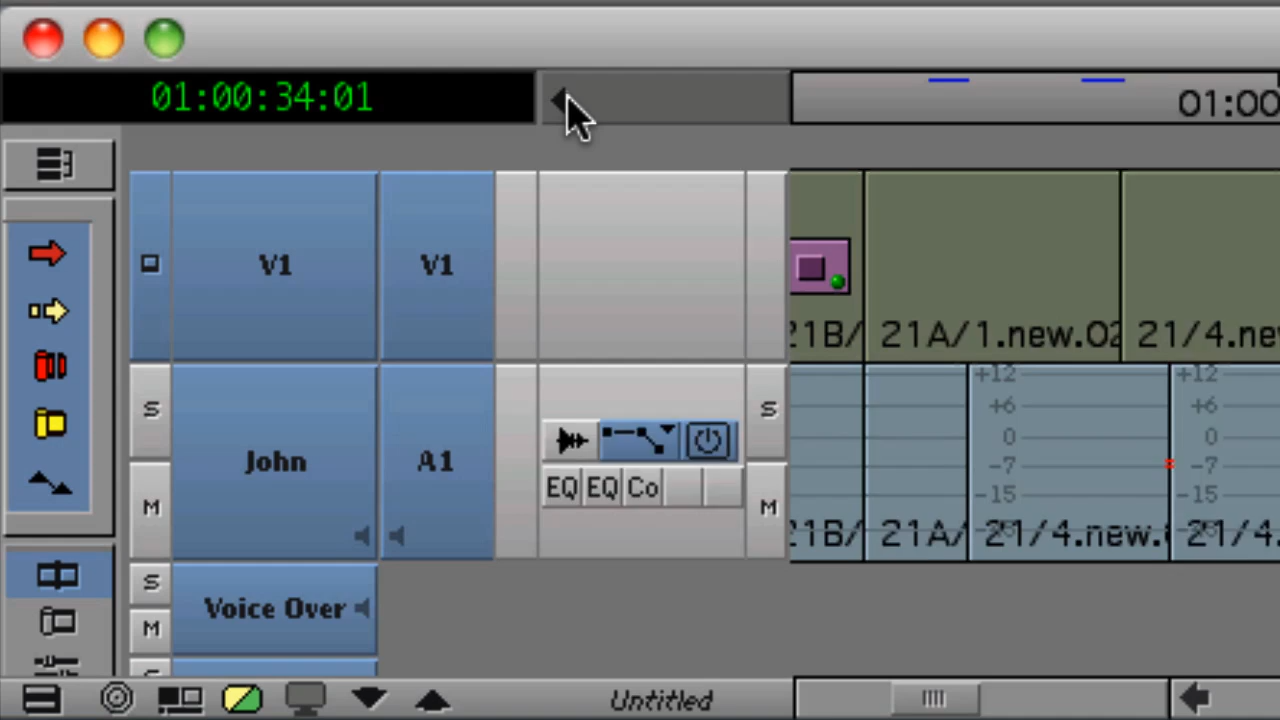 01:00:34:01
01:00
V1 V1
21B/ 21A/1.new.02 21/4.ne
S John A1 S
M M
EQ EQ Co
+12 +12
+6 +6
0 0
-7 -7
-15 -15
21B/ 21A/ 21/4.new. 21/4.
S Voice Over
M
Untitled